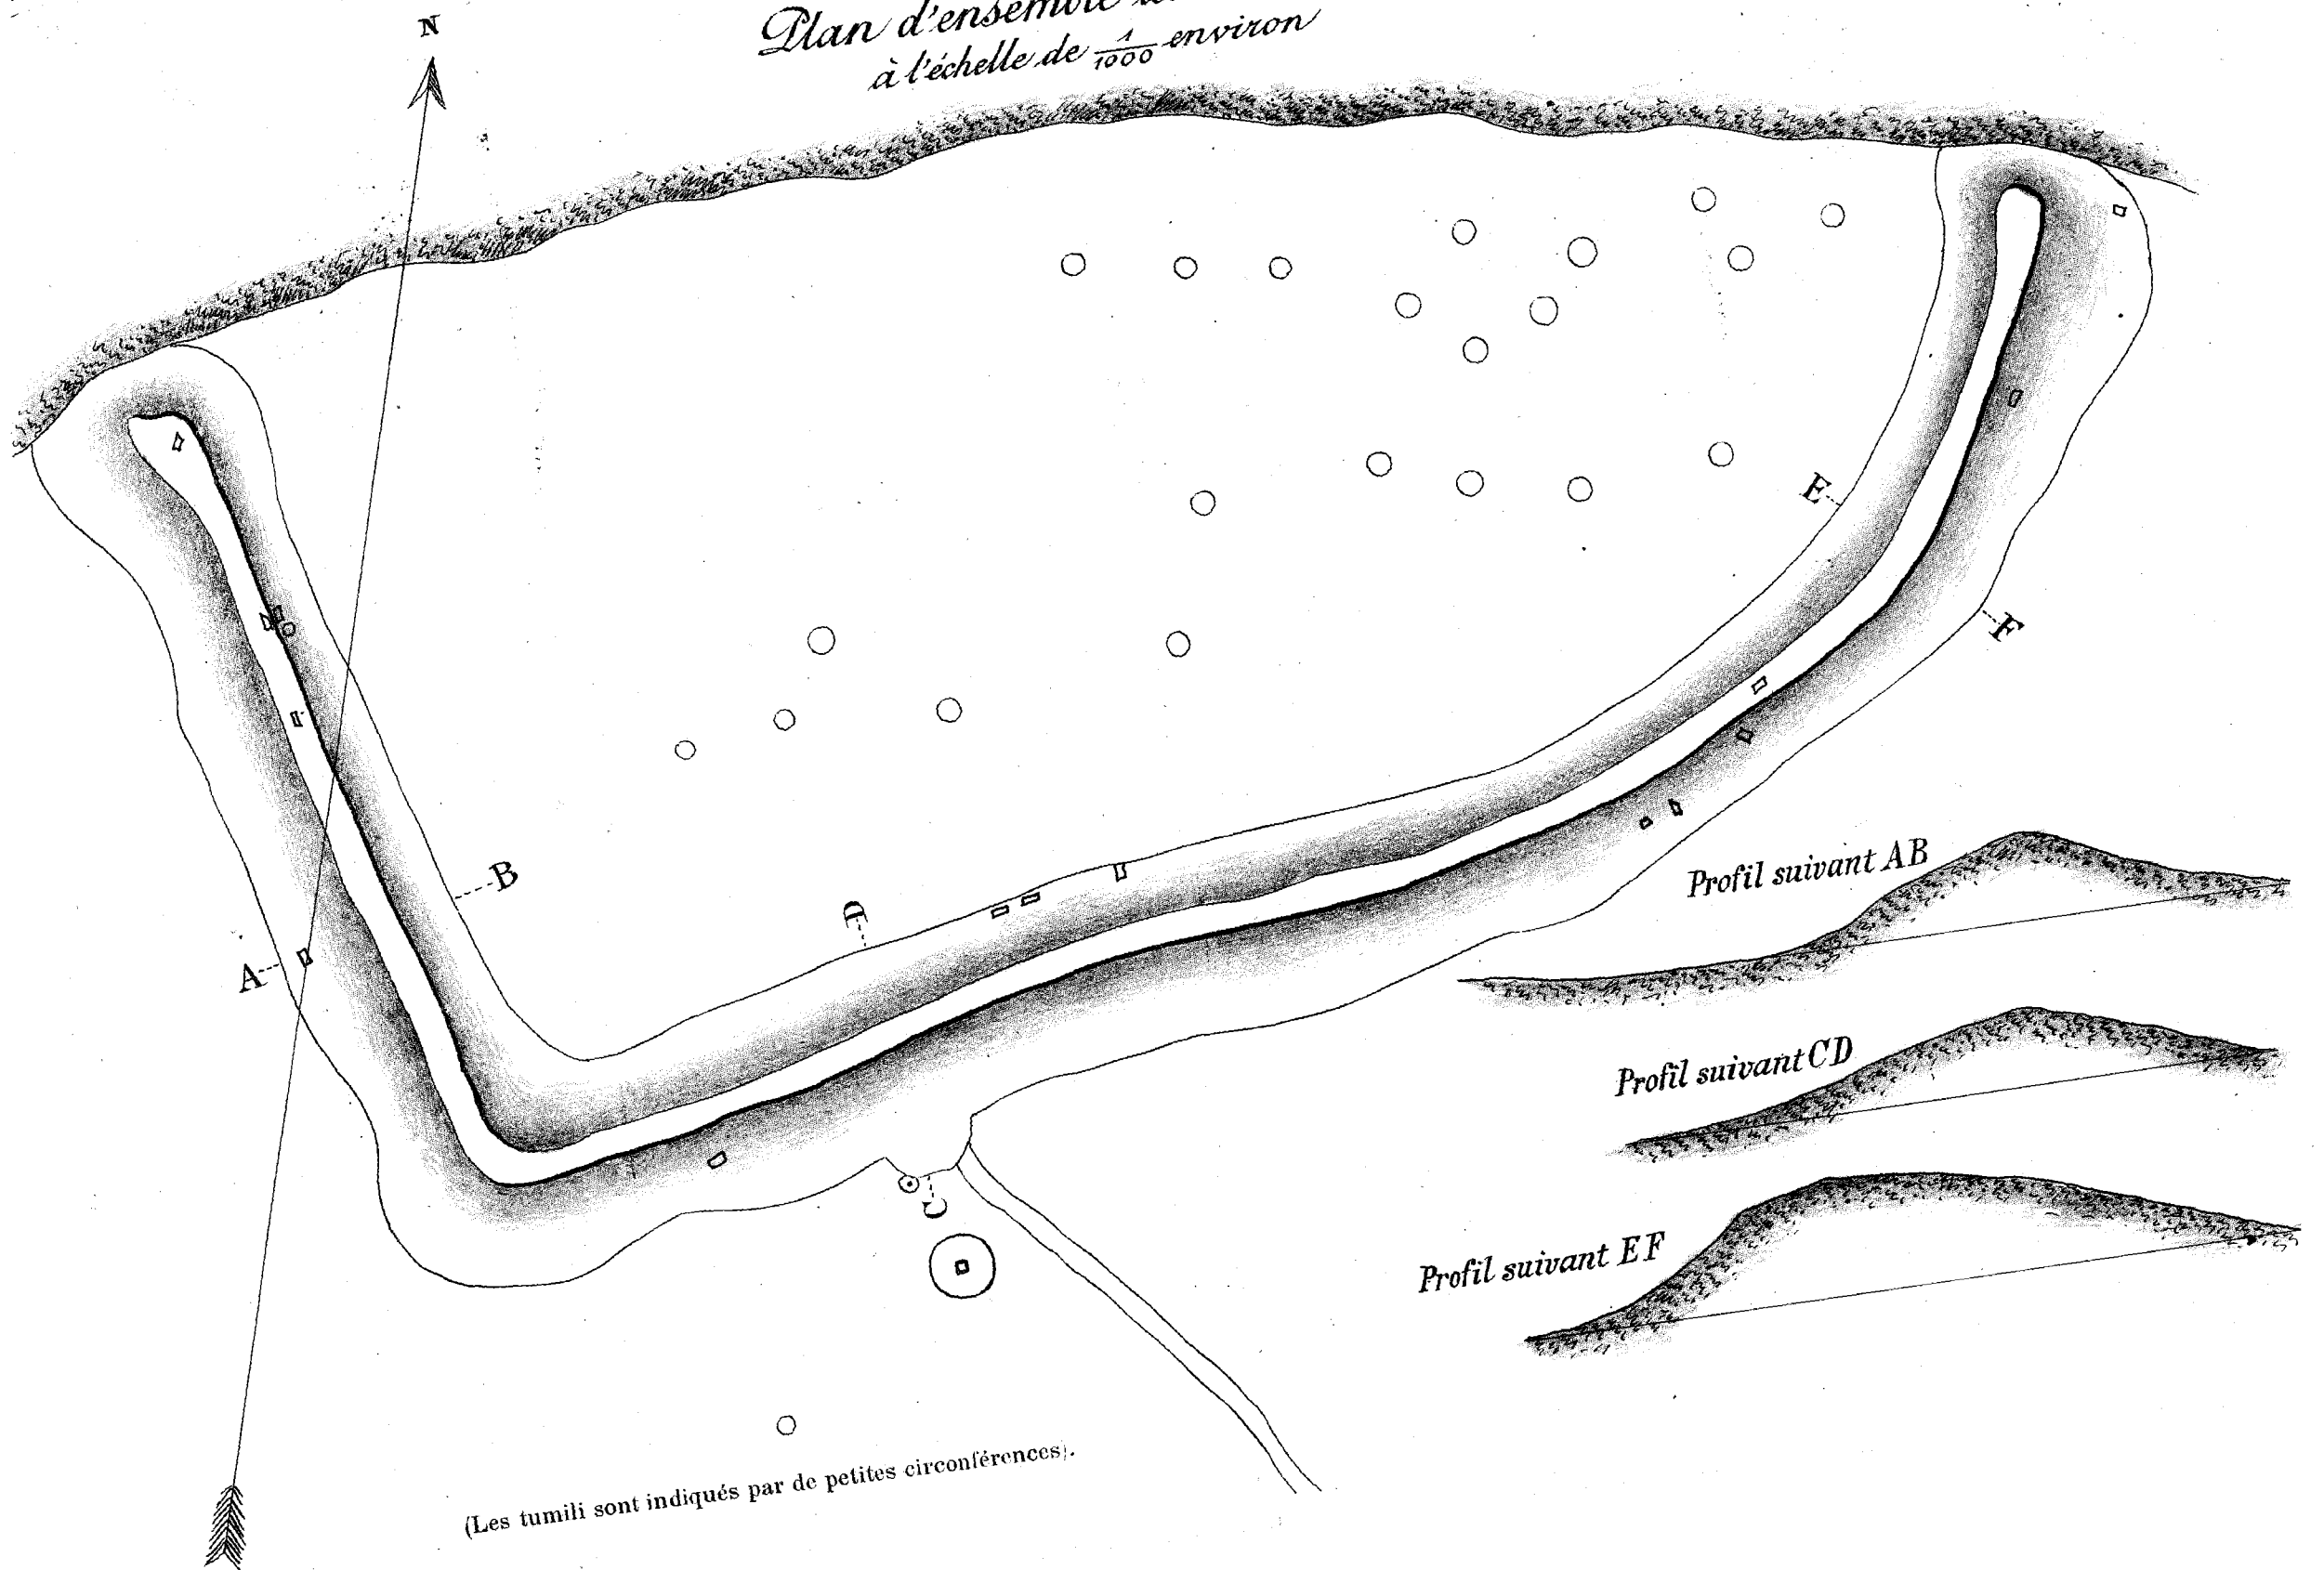 N
Plan d'ensemble
à l'échelle de 1/1000 environ
E
F
B
A
D
C
Profil suivant AB
Profil suivant CD
Profil suivant EF
(Les tumili sont indiqués par de petites circonférences).